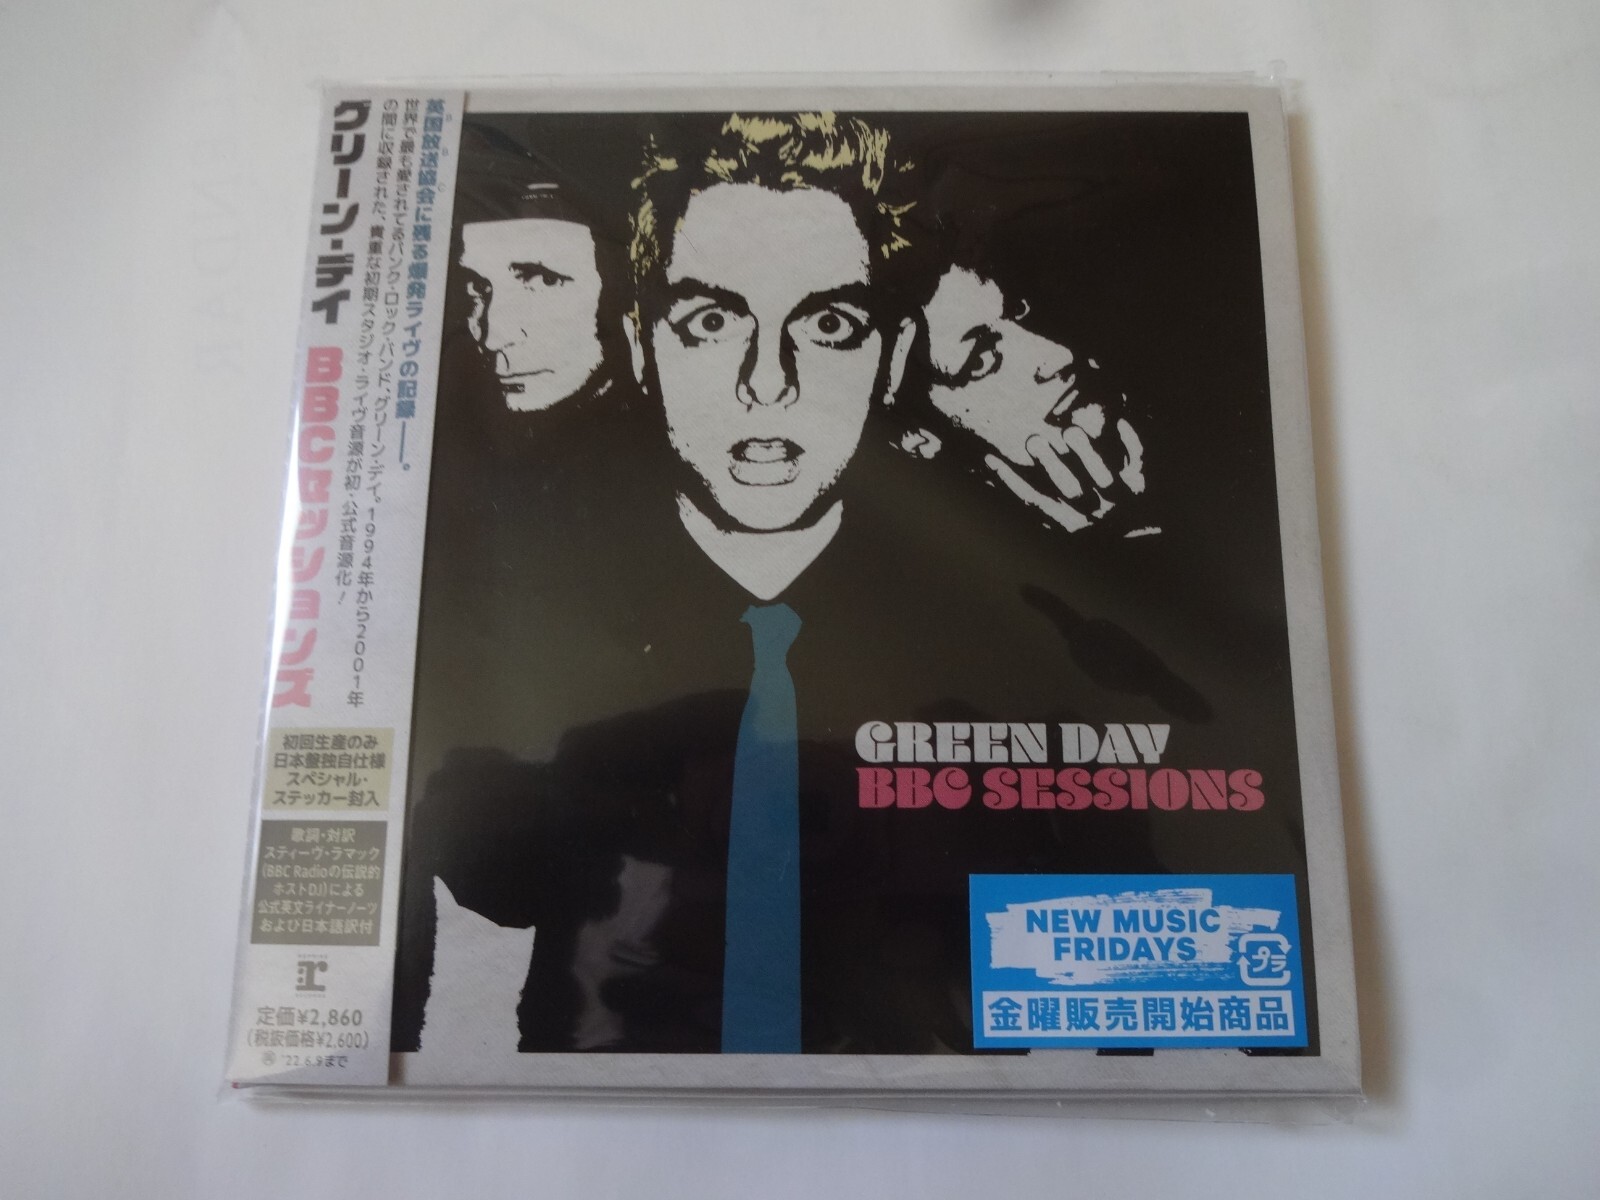 グリーン・デイ BBCセッションズ
英国放送協会に残る爆発ライヴの記録――。
BBC
世界で最も愛されてるパンク・ロック・バンド、グリーン・デイ。1994年から2001年
の間に収録された、貴重な初期スタジオ・ライヴ音源が初・公式音源化！
初回生産のみ
日本盤独自仕様
スペシャル・
ステッカー封入
歌詞・対訳
スティーヴ・ラマック
(BBC Radioの伝説的
ホストDJ)による
公式英文ライナーノーツ
および日本語訳付
r
定価¥2,860
(税抜価格¥2,600)
'22.6.9まで
GREEN DAY
BBC SESSIONS
NEW MUSIC
FRIDAYS
プラ
金曜販売開始商品